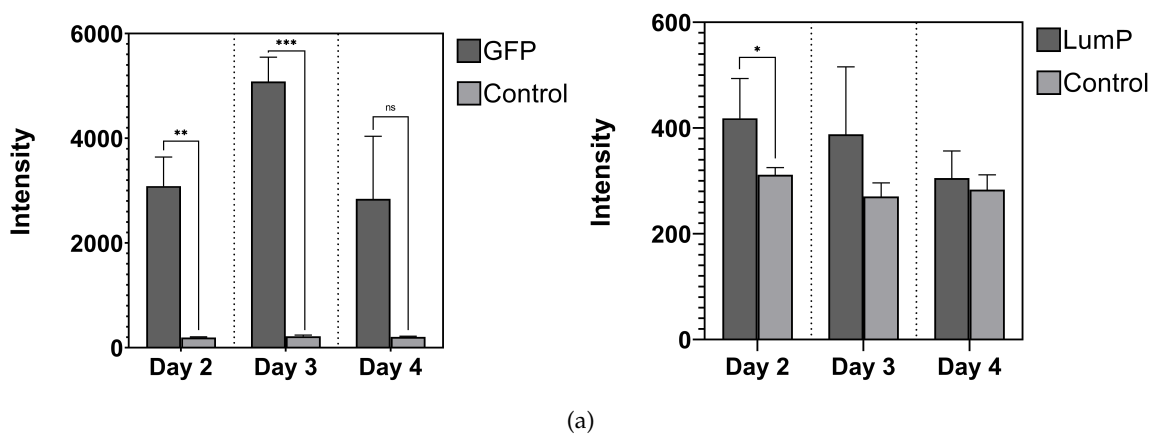 6000
4000
2000
0
Intensity
**
***
ns
Day 2 Day 3 Day 4
GFP
Control
600
400
200
0
Intensity
*
Day 2 Day 3 Day 4
LumP
Control
(a)